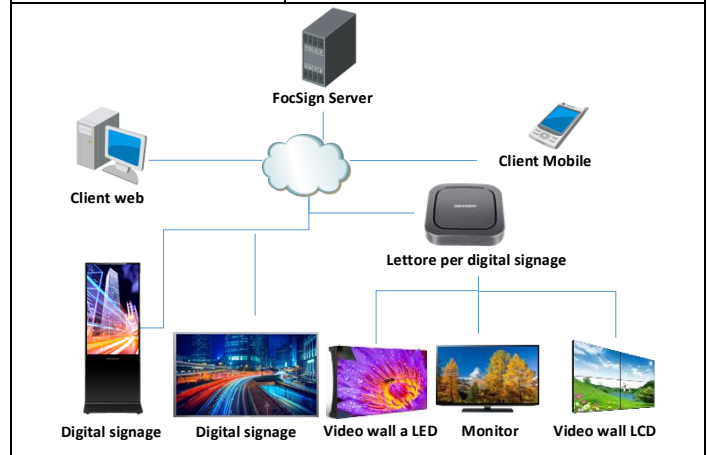 FocSign Server
Client Mobile
Client web
HIKVISION
Lettore per digital signage
Digital signage
Digital signage
Video wall a LED
Monitor
Video wall LCD